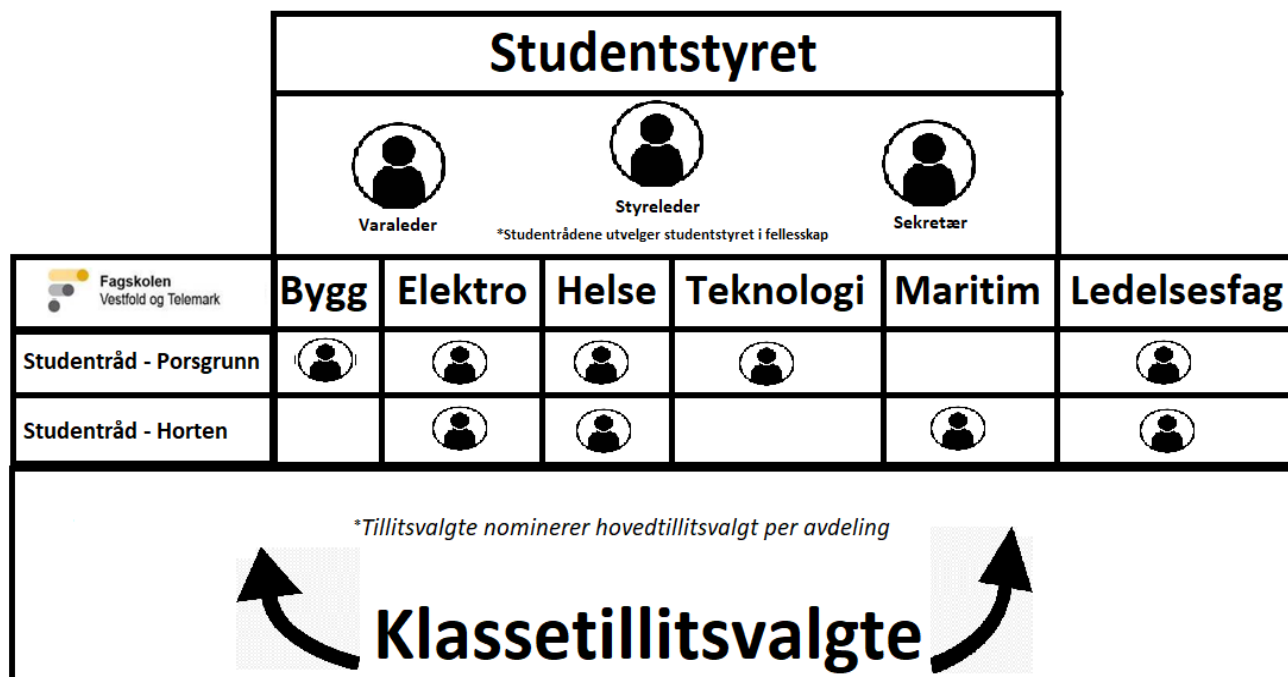 Studentstyret
Varaleder
Styreleder
Sekretær
*Studentrådene utvelger studentstyret i fellesskap
Fagskolen
Vestfold og Telemark
Bygg Elektro Helse Teknologi Maritim Ledelsesfag
Studentråd - Porsgrunn
Studentråd - Horten
*Tillitsvalgte nominerer hovedtillitsvalgt per avdeling
Klassetillitsvalgte